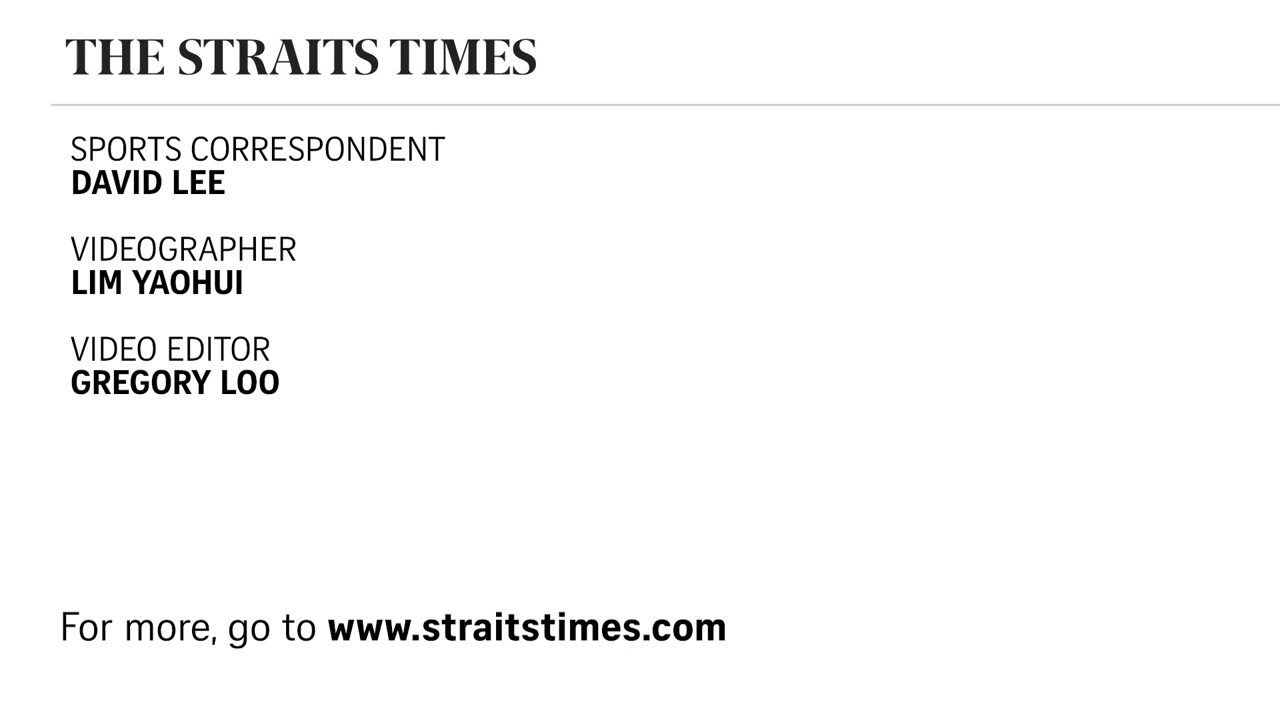 THE STRAITS TIMES
SPORTS CORRESPONDENT
DAVID LEE
VIDEOGRAPHER
LIM YAOHUI
VIDEO EDITOR
GREGORY LOO
For more, go to www.straitstimes.com